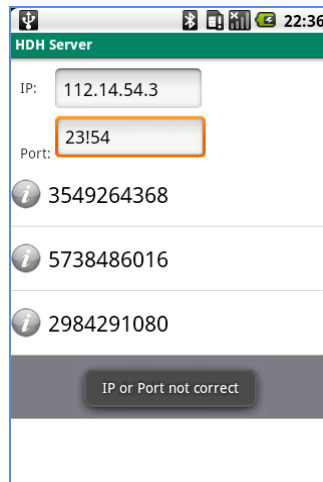 22:36
HDH Server
IP: 112.14.54.3
Port: 23!54
3549264368
5738486016
2984291080
IP or Port not correct